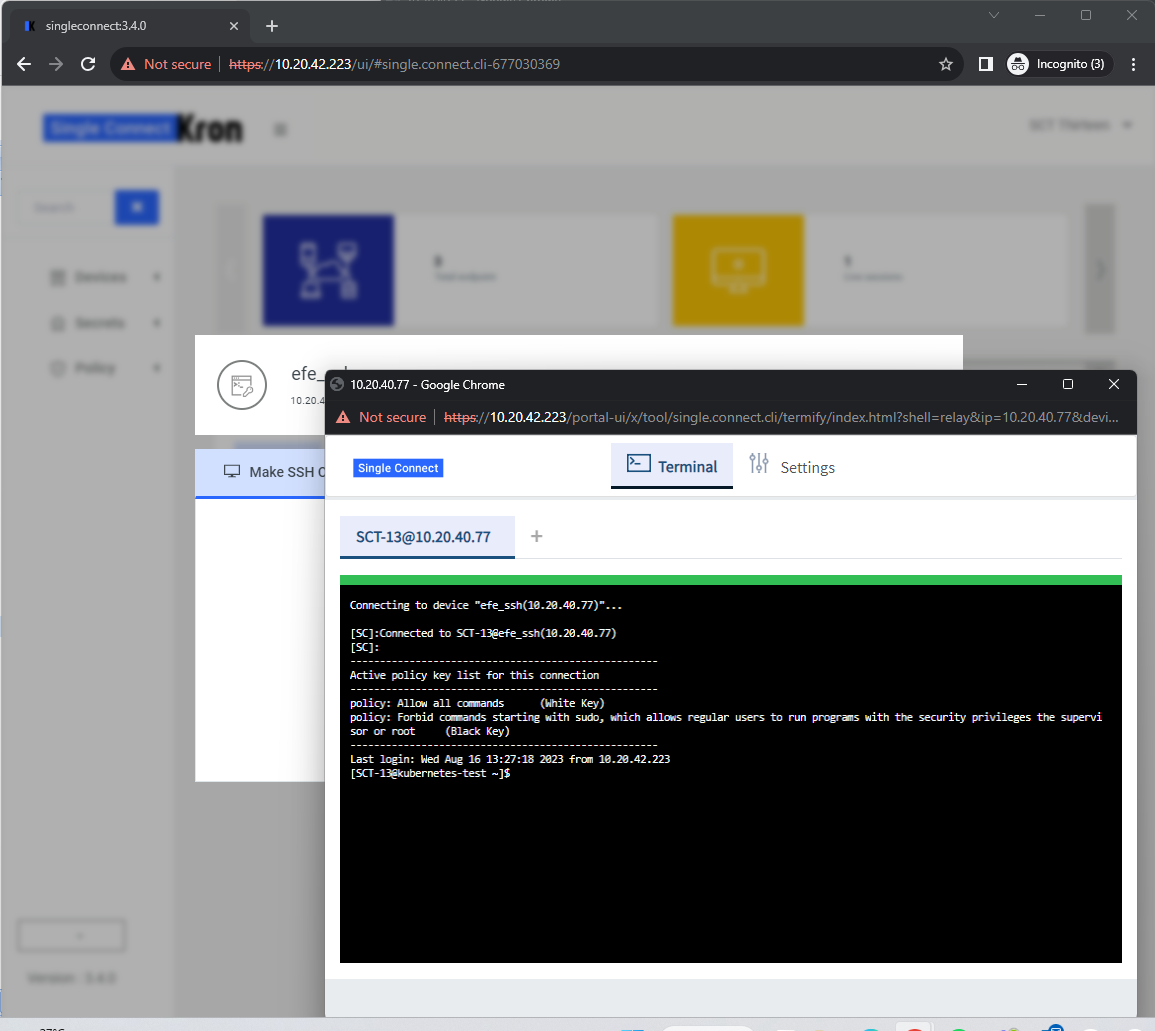 singleconnect:3.4.0
Not secure https://10.20.42.223/ui/#single.connect.cli-677030369
Incognito (3)
Single Connect Kron
SCT Thirteen
Search
Devices
Secrets
Policy
3
Total endpoint
1
Live sessions
10.20.4
Make SSH C
10.20.40.77 - Google Chrome
Not secure https://10.20.42.223/portal-ui/x/tool/single.connect.cli/termify/index.html?shell=relay&ip=10.20.40.77&devi...
Single Connect
Terminal
Settings
SCT-13@10.20.40.77
Connecting to device "efe_ssh(10.20.40.77)"...
[SC]:Connected to SCT-13@efe_ssh(10.20.40.77)
[SC]:
----------------------------------------------------
Active policy key list for this connection
----------------------------------------------------
policy: Allow all commands      (White Key)
policy: Forbid commands starting with sudo, which allows regular users to run programs with the security privileges the supervi
sor or root     (Black Key)
----------------------------------------------------
Last login: Wed Aug 16 13:27:18 2023 from 10.20.42.223
[SCT-13@kubernetes-test ~]$
Version : 3.4.0